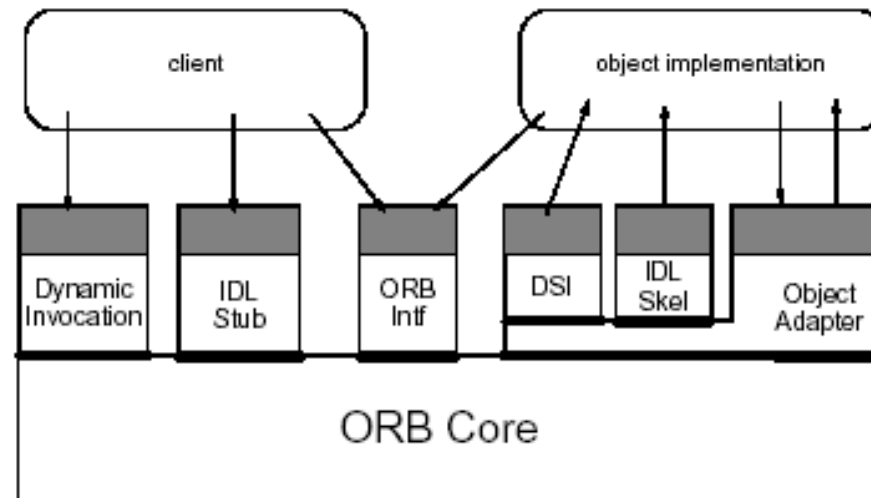 client
object implementation
Dynamic
Invocation
IDL
Stub
ORB
Intf
DSI
IDL
Skel
Object
Adapter
ORB Core